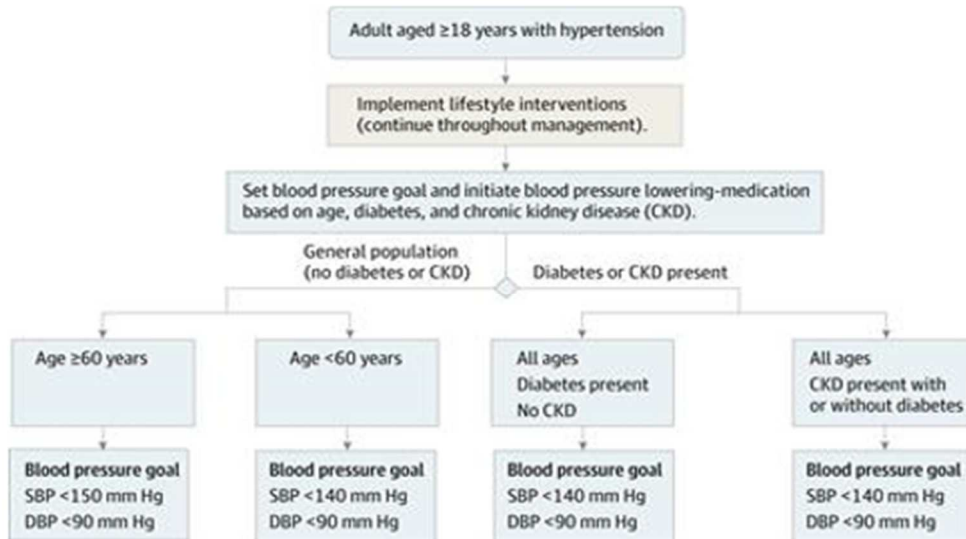 Adult aged ≥18 years with hypertension
Implement lifestyle interventions
(continue throughout management).
Set blood pressure goal and initiate blood pressure lowering-medication
based on age, diabetes, and chronic kidney disease (CKD).
General population
(no diabetes or CKD)
Diabetes or CKD present
Age ≥60 years
Age <60 years
All ages
Diabetes present
No CKD
All ages
CKD present with
or without diabetes
Blood pressure goal
SBP <150 mm Hg
DBP <90 mm Hg
Blood pressure goal
SBP <140 mm Hg
DBP <90 mm Hg
Blood pressure goal
SBP <140 mm Hg
DBP <90 mm Hg
Blood pressure goal
SBP <140 mm Hg
DBP <90 mm Hg